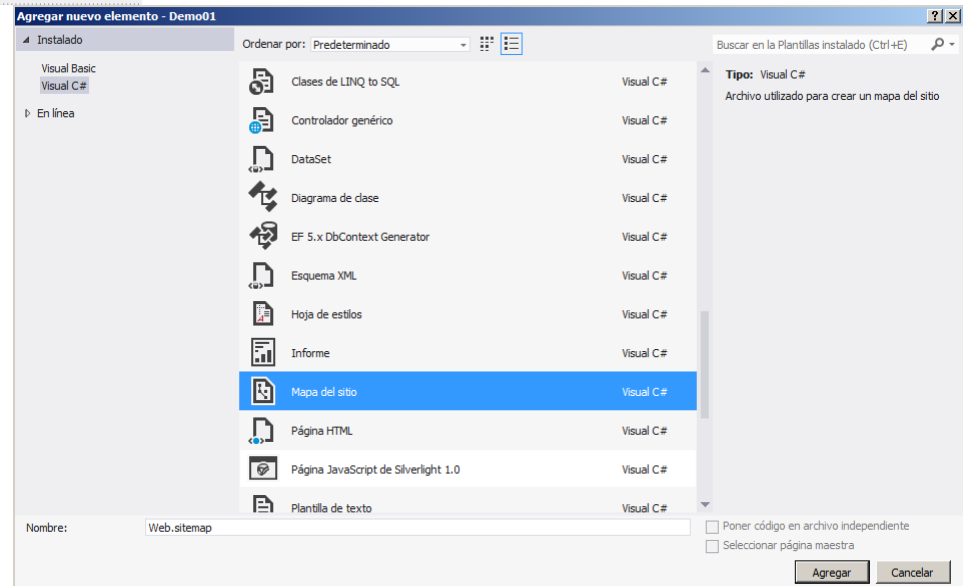 Agregar nuevo elemento - Demo01
Instalado
Ordenar por: Predeterminado
Buscar en la Plantillas instalado (Ctrl+E)
Visual Basic
Visual C#
En línea
Clases de LINQ to SQL Visual C#
Controlador genérico Visual C#
DataSet Visual C#
Diagrama de clase Visual C#
EF 5.x DbContext Generator Visual C#
Esquema XML Visual C#
Hoja de estilos Visual C#
Informe Visual C#
Mapa del sitio Visual C#
Página HTML Visual C#
Página JavaScript de Silverlight 1.0 Visual C#
Plantilla de texto Visual C#
Tipo: Visual C#
Archivo utilizado para crear un mapa del sitio
Nombre: Web.sitemap
Poner código en archivo independiente
Seleccionar página maestra
Agregar Cancelar